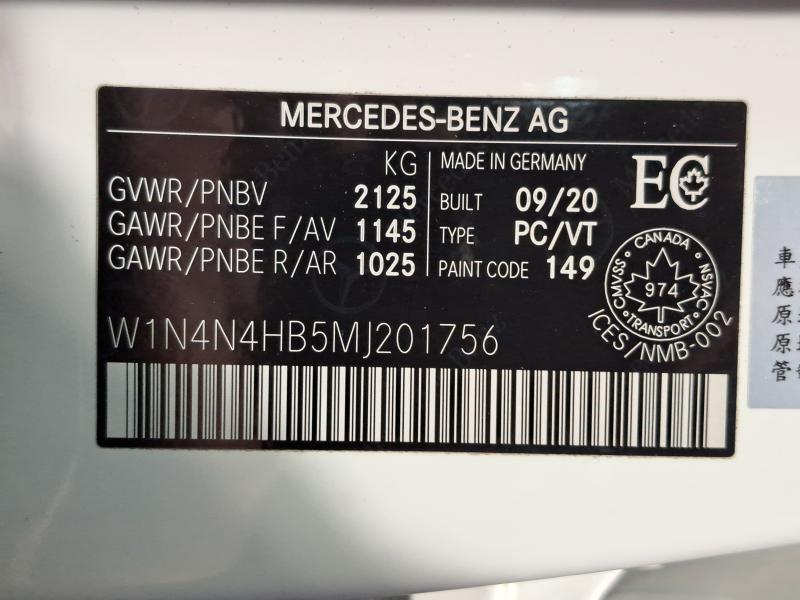 MERCEDES-BENZ AG
KG
GVWR/PNBV 2125
GAWR/PNBE F/AV 1145
GAWR/PNBE R/AR 1025
MADE IN GERMANY
BUILT 09/20
TYPE PC/VT
PAINT CODE 149
EC
CANADA
CMVSS 974 NSVAC
TRANSPORT
ICES/NMB-002
W1N4N4HB5MJ201756
車
應
原
原
管